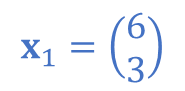 x₁ = (6
3)